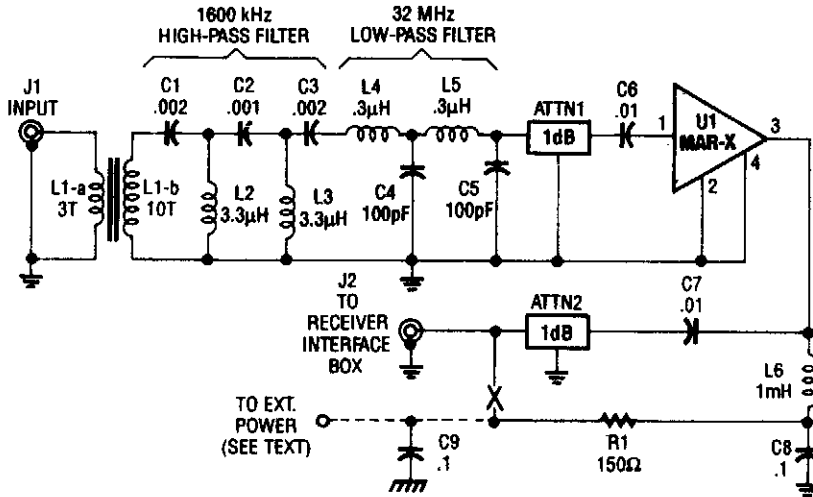 1600 kHz
HIGH-PASS FILTER
32 MHz
LOW-PASS FILTER
J1
INPUT
C1
.002
C2
.001
C3
.002
L4
.3µH
L5
.3µH
ATTN1
1dB
C6
.01
1
U1
MAR-X
3
4
2
L1-a
3T
L1-b
10T
L2
3.3µH
L3
3.3µH
C4
100pF
C5
100pF
J2
TO
RECEIVER
INTERFACE
BOX
ATTN2
1dB
C7
.01
L6
1mH
TO EXT.
POWER
(SEE TEXT)
C9
.1
R1
150Ω
C8
.1